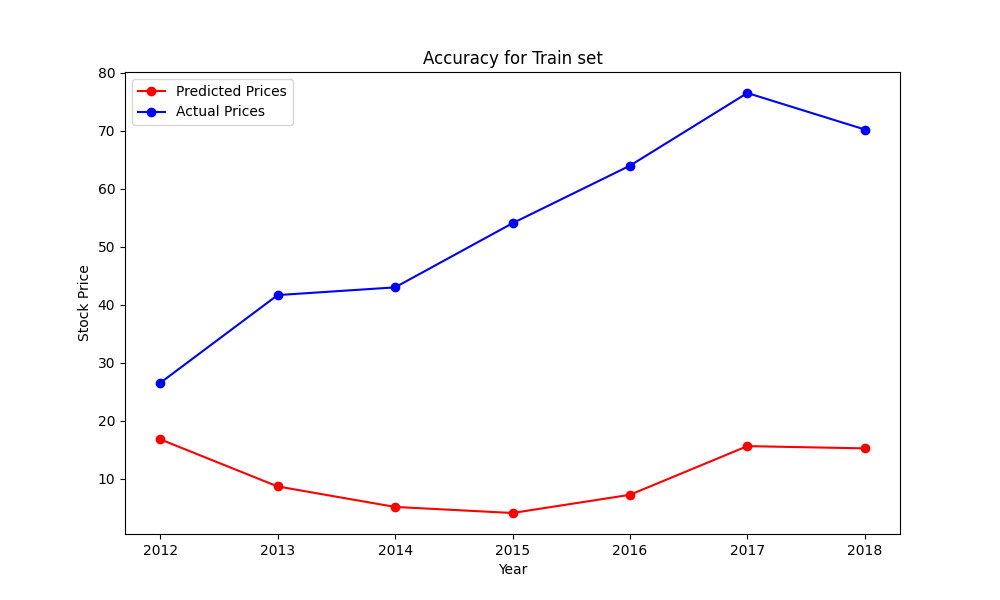 Accuracy for Train set
Predicted Prices
Actual Prices
80
70
60
50
40
30
20
10
Stock Price
2012 2013 2014 2015 2016 2017 2018
Year